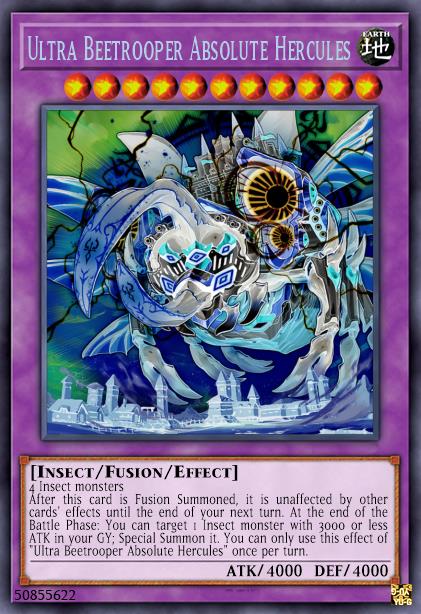 Ultra Beetrooper Absolute Hercules
EARTH
地
[Insect/Fusion/Effect]
4 Insect monsters
After this card is Fusion Summoned, it is unaffected by other
cards' effects until the end of your next turn. At the end of the
Battle Phase: You can target 1 Insect monster with 3000 or less
ATK in your GY; Special Summon it. You can only use this effect of
"Ultra Beetrooper Absolute Hercules" once per turn.
ATK/4000 DEF/4000
50855622